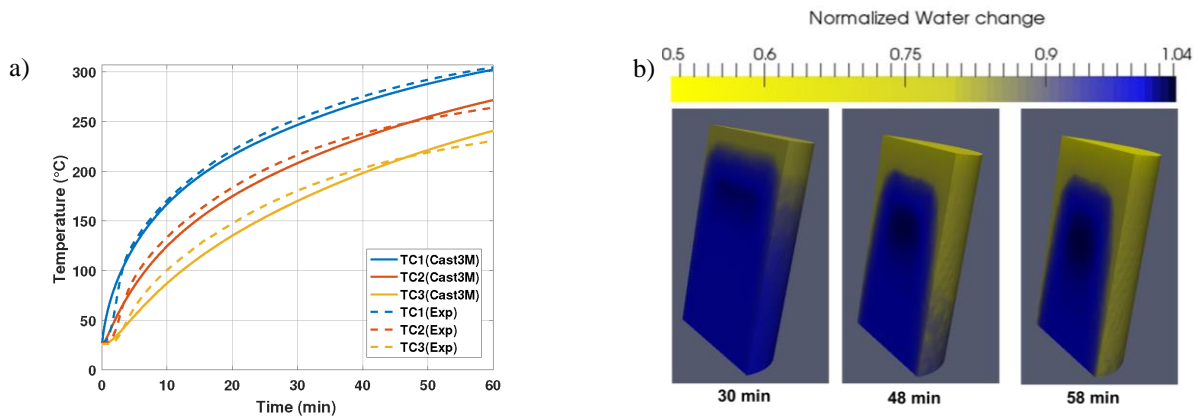 a)
300
250
200
150
100
50
0
Temperature (°C)
0 10 20 30 40 50 60
Time (min)
TC1(Cast3M)
TC2(Cast3M)
TC3(Cast3M)
TC1(Exp)
TC2(Exp)
TC3(Exp)
b)
Normalized Water change
0.5 0.6 0.75 0.9 1.04
30 min 48 min 58 min